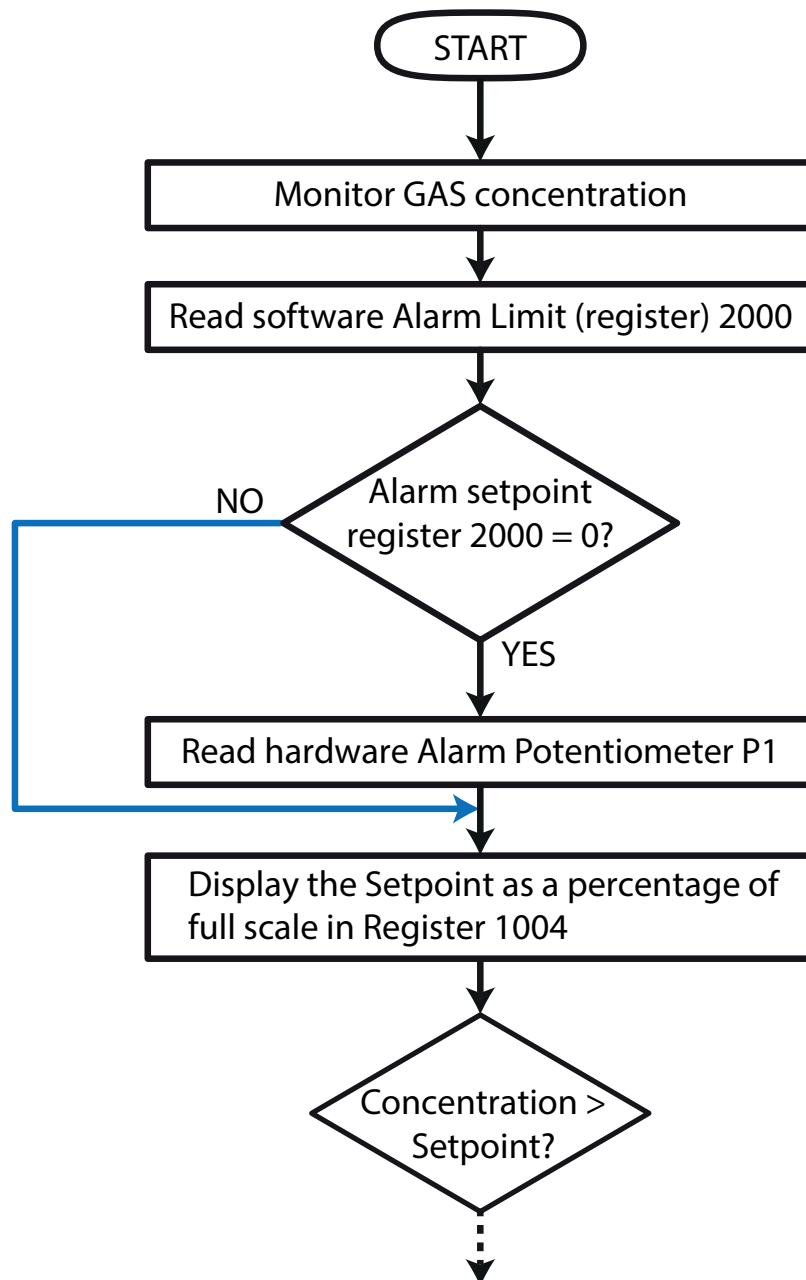 START
Monitor GAS concentration
Read software Alarm Limit (register) 2000
Alarm setpoint
register 2000 = 0?
NO
YES
Read hardware Alarm Potentiometer P1
Display the Setpoint as a percentage of
full scale in Register 1004
Concentration >
Setpoint?